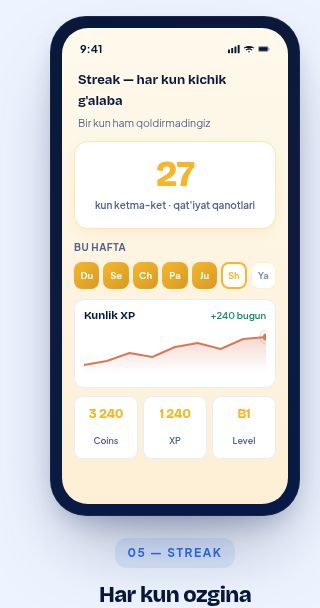 9:41
Streak — har kun kichik
g'alaba
Bir kun ham qoldirmadingiz
27
kun ketma-ket · qat'iyat qanotlari
BU HAFTA
Du Se Ch Pa Ju Sh Ya
Kunlik XP +240 bugun
3 240 1 240 B1
Coins XP Level
05 — STREAK
Har kun ozgina